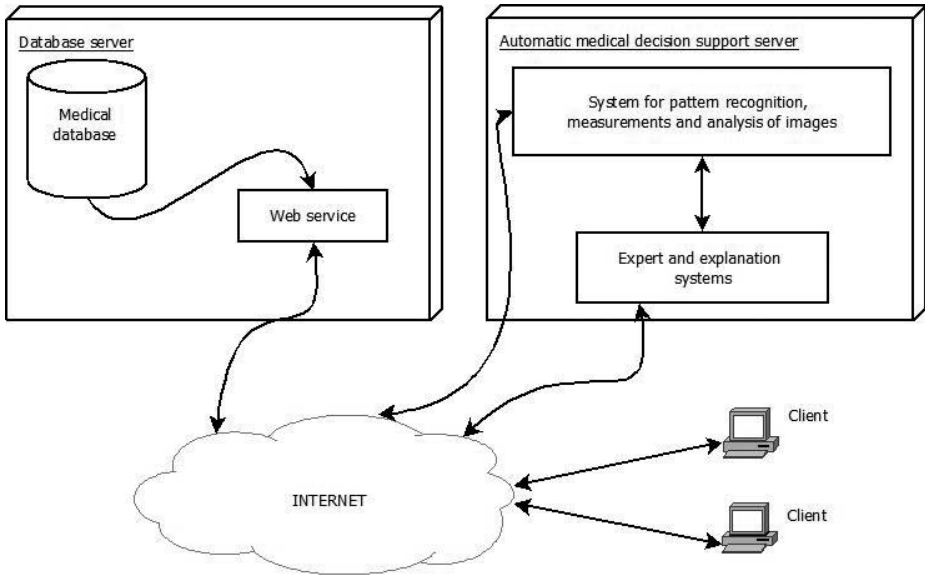 Database server
Medical
database
Web service
Automatic medical decision support server
System for pattern recognition,
measurements and analysis of images
Expert and explanation
systems
INTERNET
Client
Client